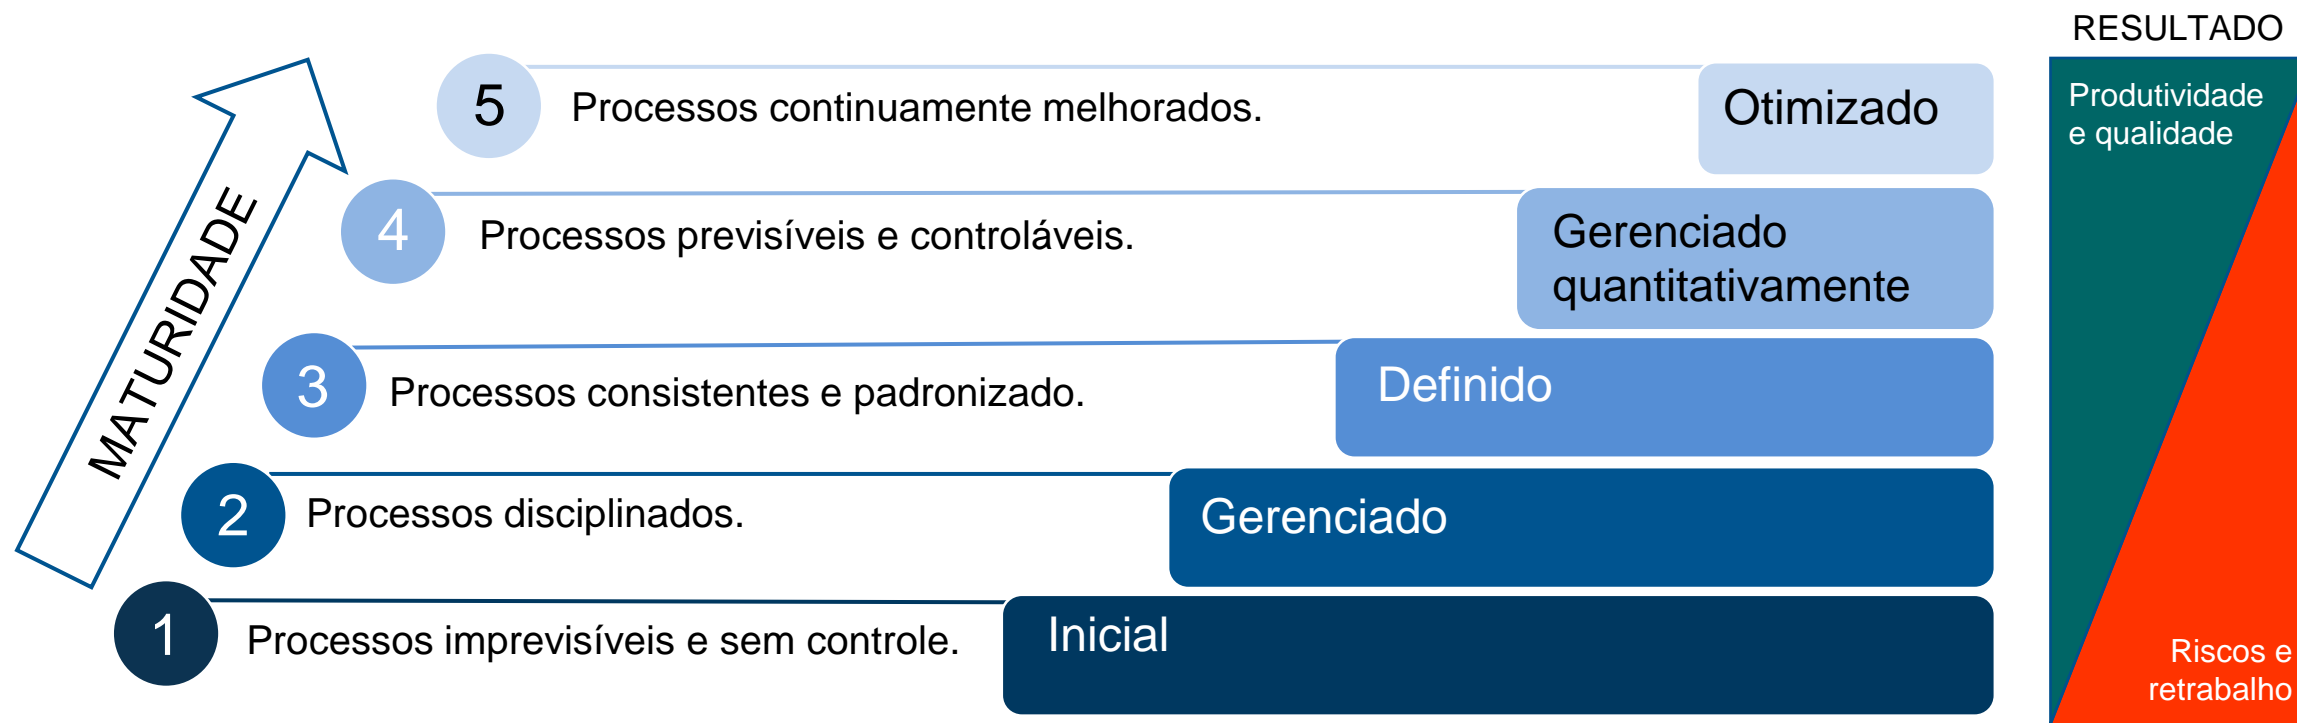 RESULTADO
MATURIDADE
5
Processos continuamente melhorados.
Otimizado
Produtividade
e qualidade
4
Processos previsíveis e controláveis.
Gerenciado
quantitativamente
3
Processos consistentes e padronizado.
Definido
2
Processos disciplinados.
Gerenciado
1
Processos imprevisíveis e sem controle.
Inicial
Riscos e
retrabalho